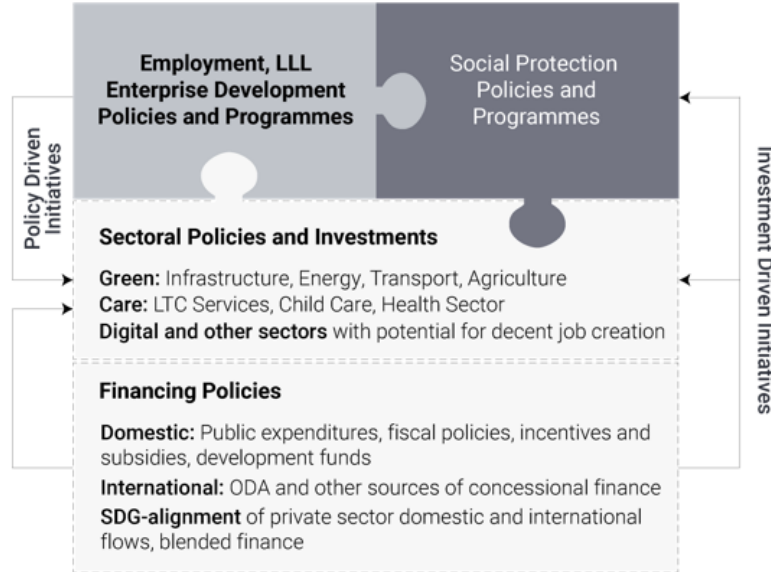 Employment, LLL
Enterprise Development
Policies and Programmes
Social Protection
Policies and
Programmes
Policy Driven
Initiatives
Investment Driven Initiatives
Sectoral Policies and Investments
Green: Infrastructure, Energy, Transport, Agriculture
Care: LTC Services, Child Care, Health Sector
Digital and other sectors with potential for decent job creation
Financing Policies
Domestic: Public expenditures, fiscal policies, incentives and
subsidies, development funds
International: ODA and other sources of concessional finance
SDG-alignment of private sector domestic and international
flows, blended finance